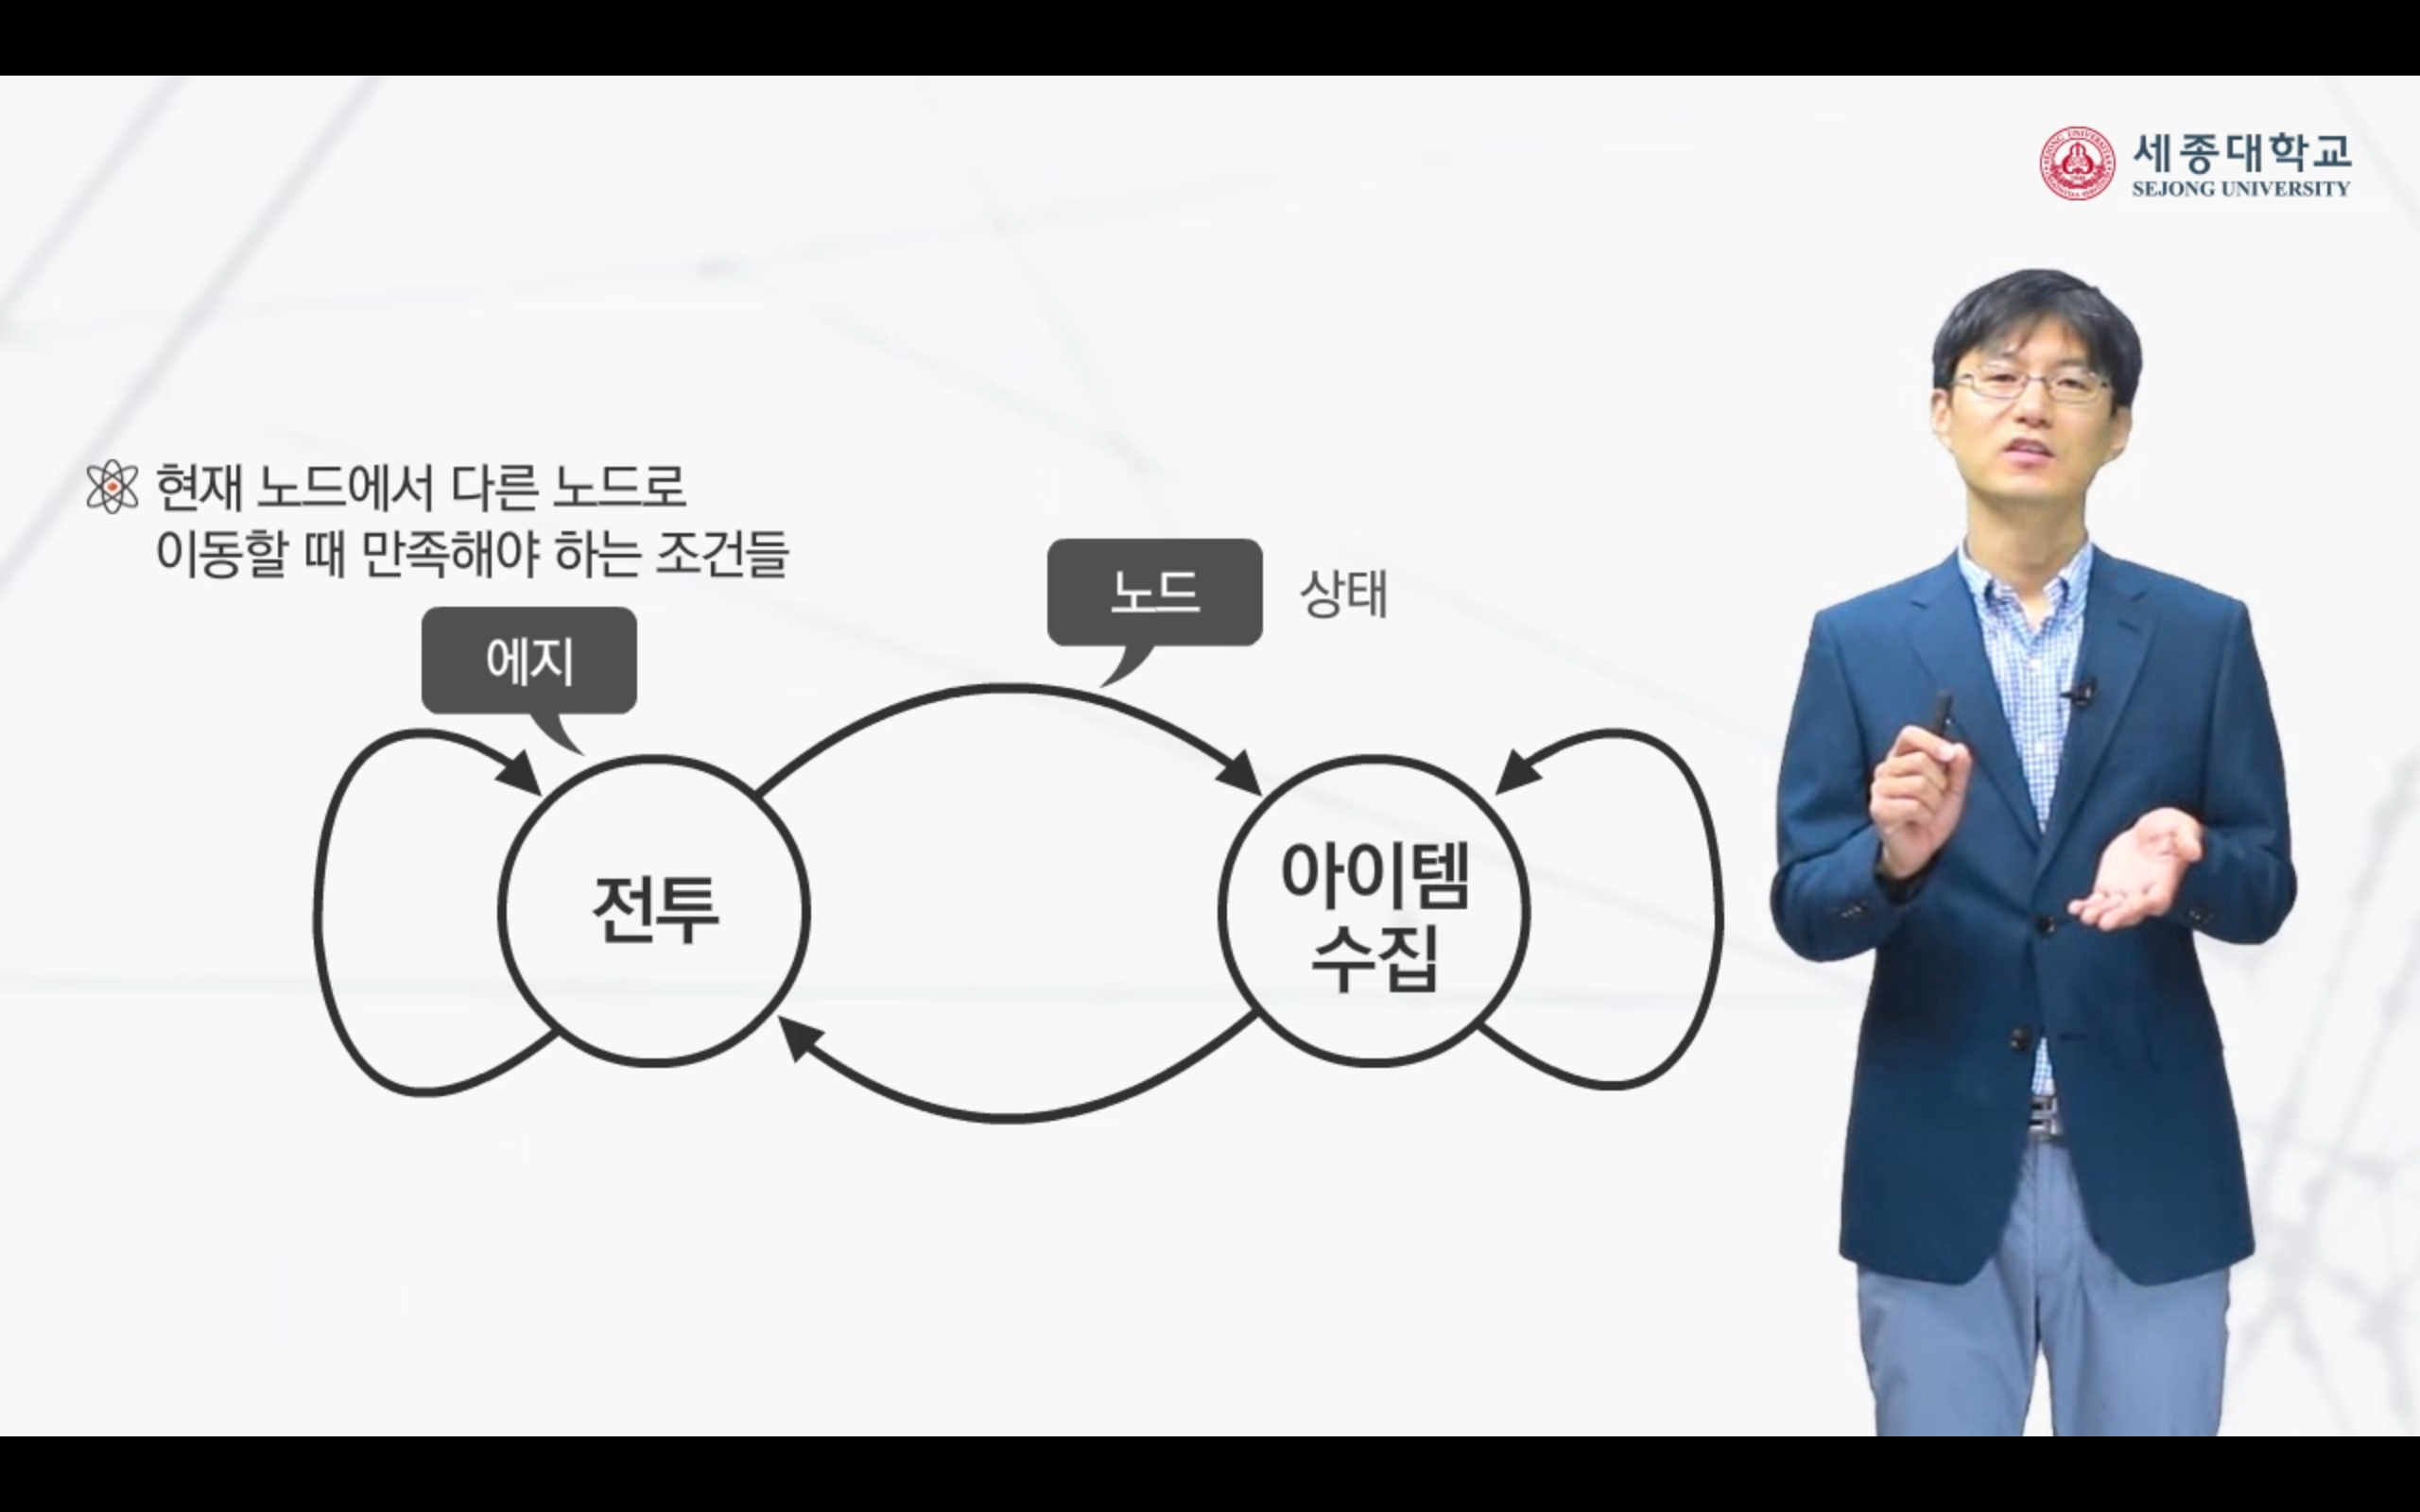 세종대학교
SEJONG UNIVERSITY
현재 노드에서 다른 노드로
이동할 때 만족해야 하는 조건들
노드 상태
에지
전투
아이템
수집